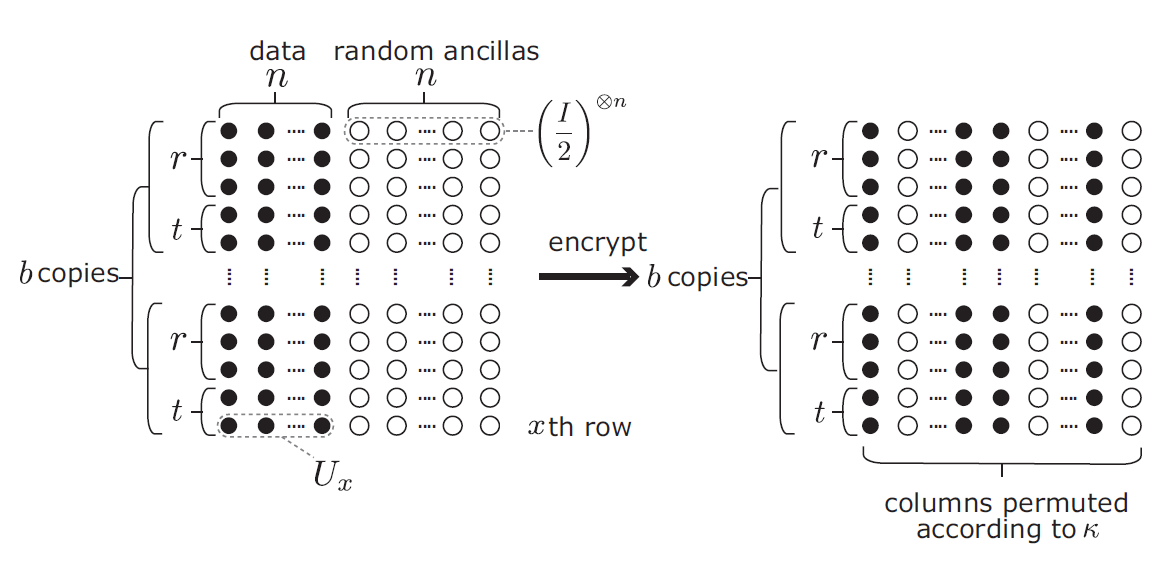 data random ancillas
n n
(I/2)^{⊗n}
r
t
b copies
r
t
U_x
xth row
encrypt
r
t
b copies
r
t
columns permuted
according to κ